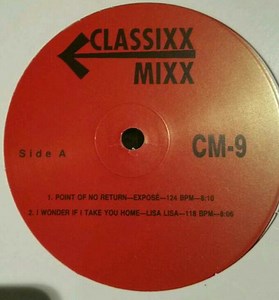 CLASSIXX
MIXX
Side A
CM-9
1. POINT OF NO RETURN—EXPOSÉ—124 BPM—8:10
2. I WONDER IF I TAKE YOU HOME—LISA LISA—118 BPM—8:06